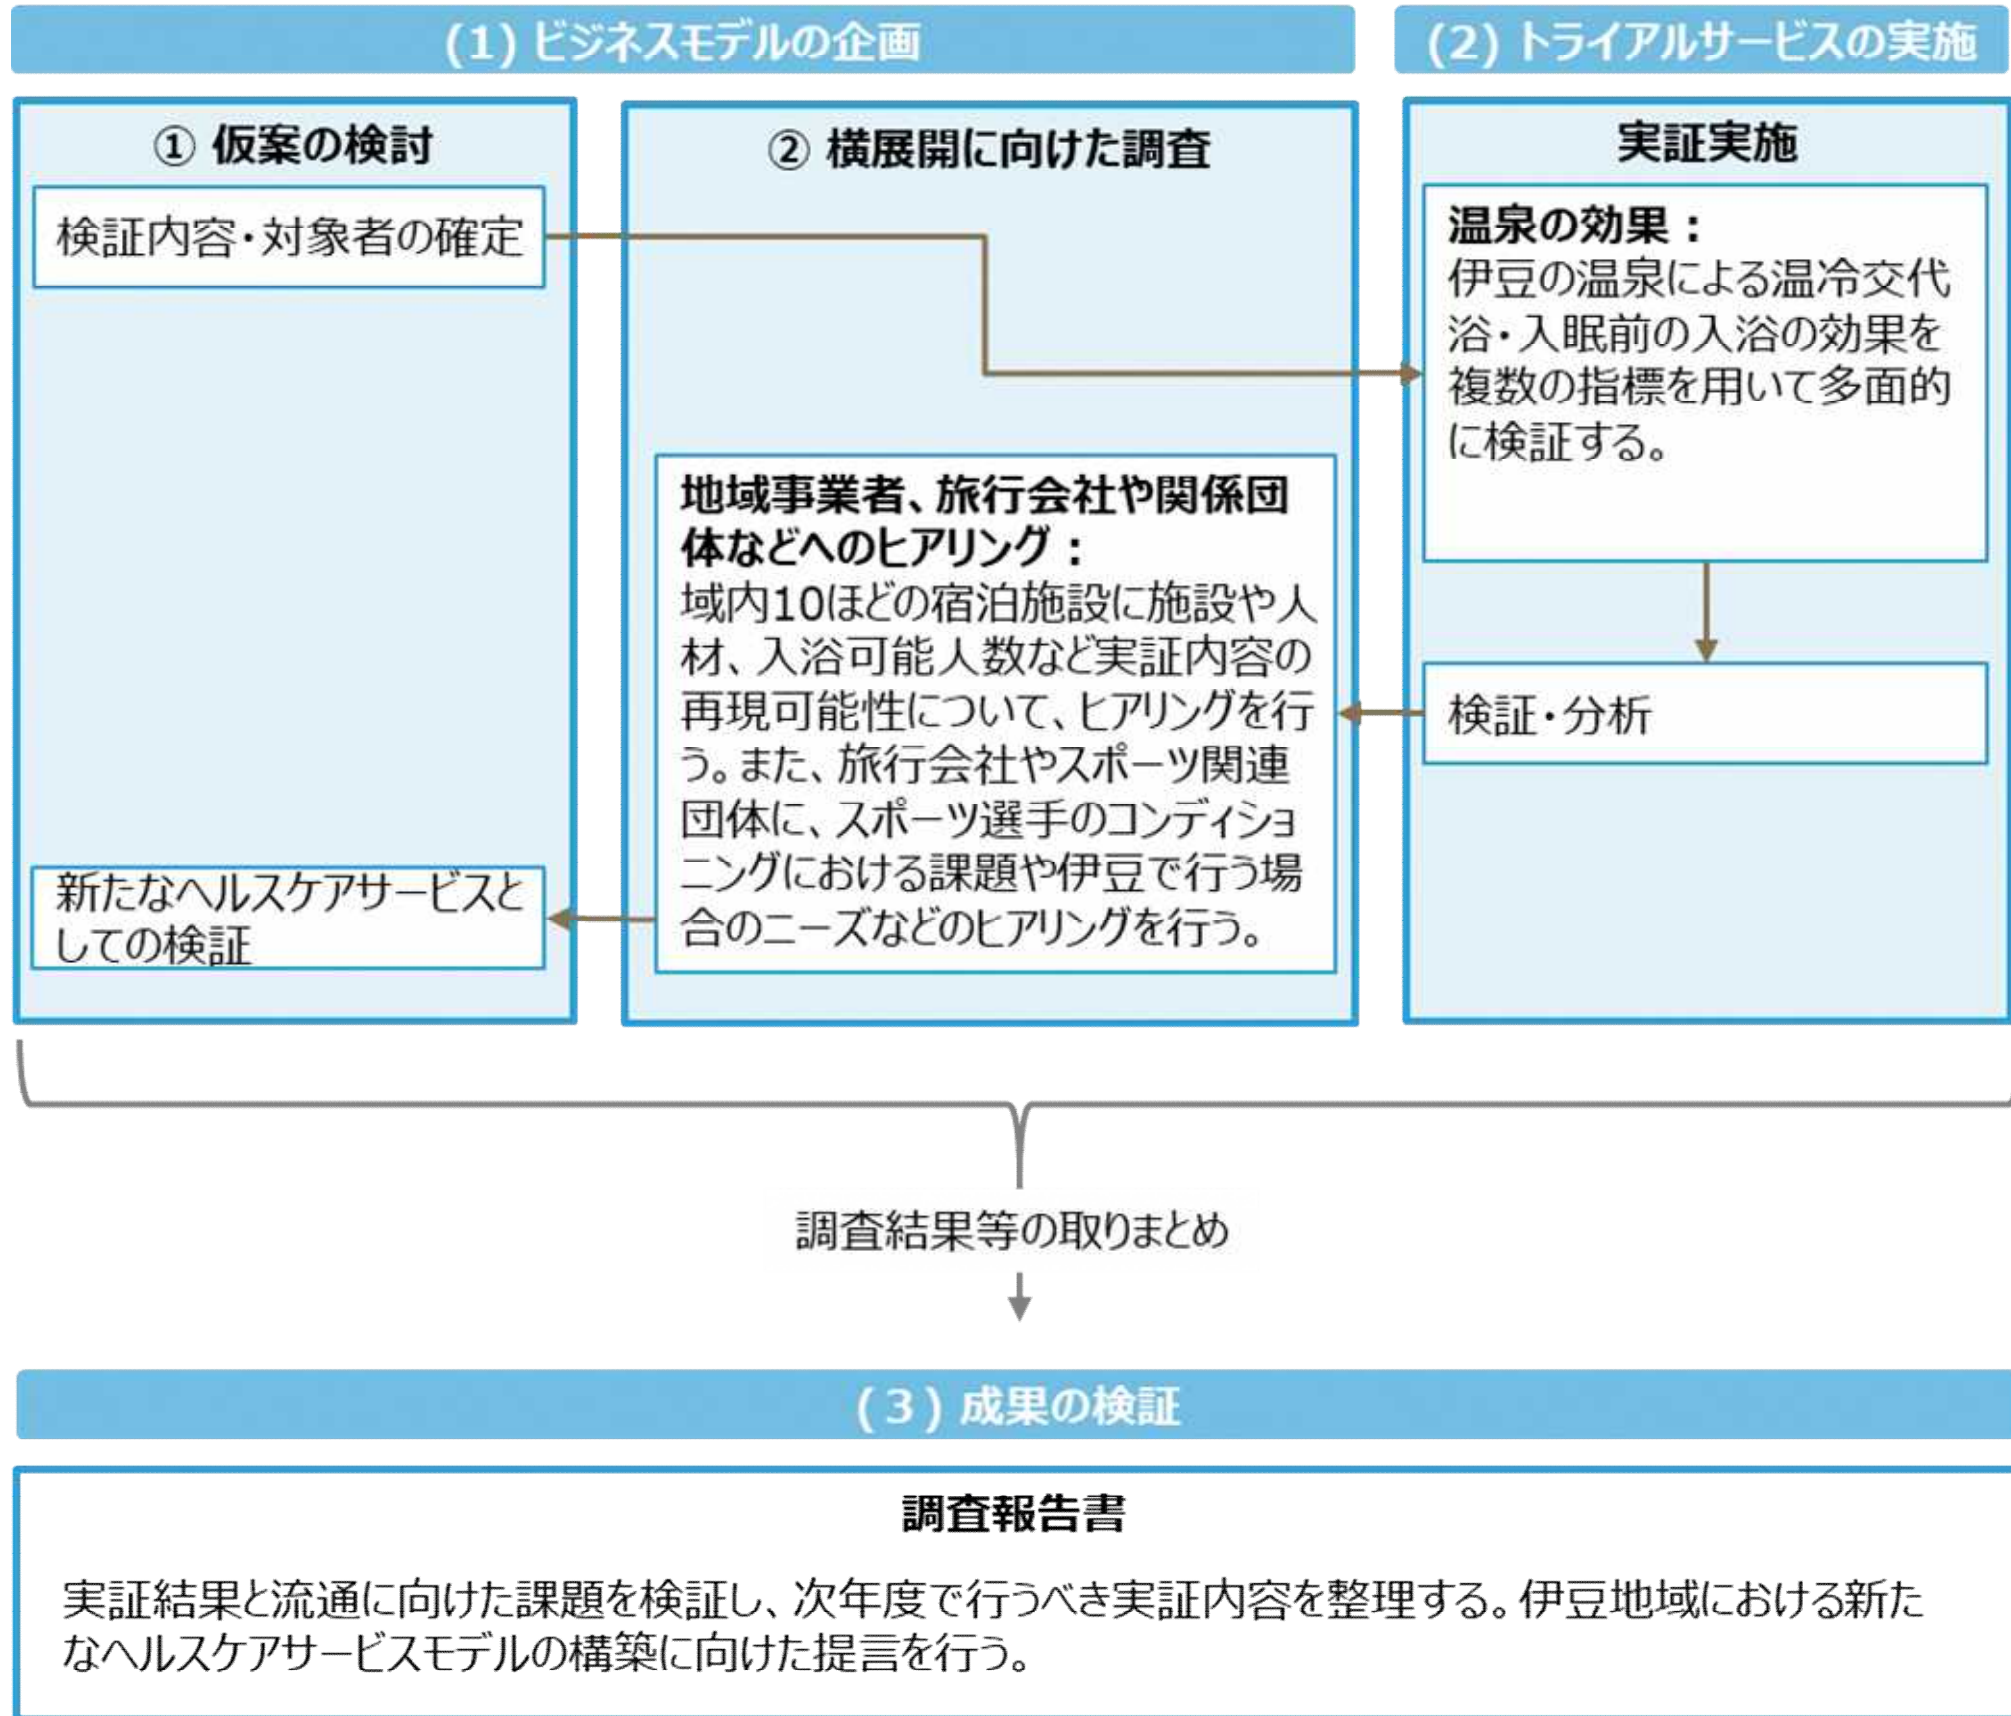 (1) ビジネスモデルの企画
(2) トライアルサービスの実施
① 仮案の検討
検証内容・対象者の確定
新たなヘルスケアサービスと
しての検証
② 横展開に向けた調査
地域事業者、旅行会社や関係団
体などへのヒアリング：
域内10ほどの宿泊施設に施設や人
材、入浴可能人数など実証内容の
再現可能性について、ヒアリングを行
う。また、旅行会社やスポーツ関連
団体に、スポーツ選手のコンディショ
ニングにおける課題や伊豆で行う場
合のニーズなどのヒアリングを行う。
実証実施
温泉の効果：
伊豆の温泉による温冷交代
浴・入眠前の入浴の効果を
複数の指標を用いて多面的
に検証する。
検証・分析
調査結果等の取りまとめ
(３) 成果の検証
調査報告書
実証結果と流通に向けた課題を検証し、次年度で行うべき実証内容を整理する。伊豆地域における新た
なヘルスケアサービスモデルの構築に向けた提言を行う。